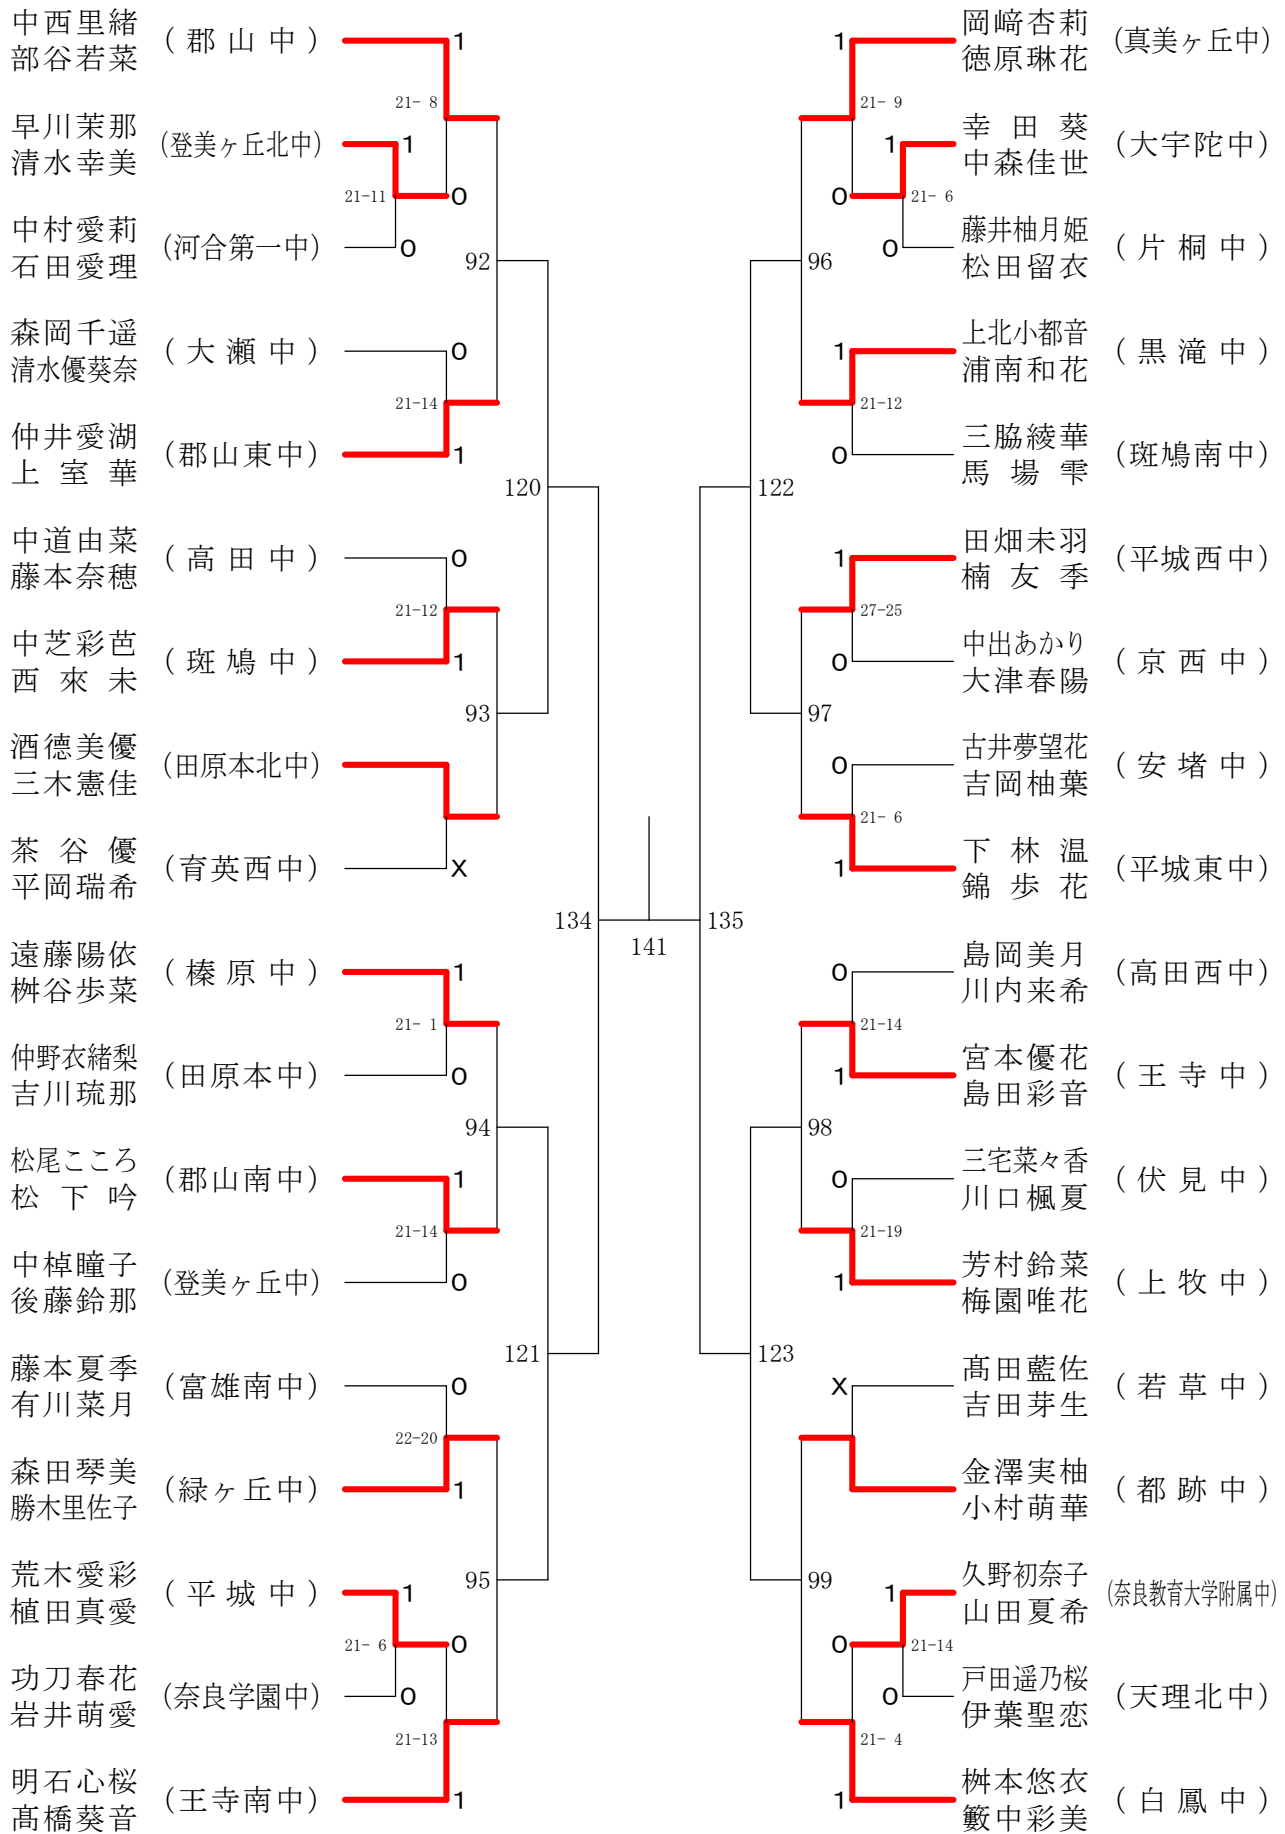 中西里緒
部谷若菜
(郡山中)
1
21- 8
早川茉那
清水幸美
(登美ヶ丘北中)
1
21-11
0
中村愛莉
石田愛理
(河合第一中)
0
92
森岡千遥
清水優葵奈
(大瀬中)
0
21-14
仲井愛湖
上室華
(郡山東中)
1
120
中道由菜
藤本奈穂
(高田中)
0
21-12
中芝彩芭
西來未
(斑鳩中)
1
93
酒德美優
三木憲佳
(田原本北中)
茶谷優
平岡瑞希
(育英西中)
X
134
遠藤陽依
桝谷歩菜
(榛原中)
1
21- 1
仲野衣緒梨
吉川琉那
(田原本中)
0
94
松尾こころ
松下吟
(郡山南中)
1
21-14
中棹瞳子
後藤鈴那
(登美ヶ丘中)
0
121
藤本夏季
有川菜月
(富雄南中)
0
22-20
森田琴美
勝木里佐子
(緑ヶ丘中)
1
95
荒木愛彩
植田真愛
(平城中)
1
21- 6
0
功刀春花
岩井萌愛
(奈良学園中)
0
21-13
明石心桜
髙橋葵音
(王寺南中)
1
141
岡﨑杏莉
徳原琳花
(真美ヶ丘中)
1
21- 9
幸田葵
中森佳世
(大宇陀中)
1
0
21- 6
藤井柚月姫
松田留衣
(片桐中)
0
96
上北小都音
浦南和花
(黒滝中)
1
21-12
三脇綾華
馬場雫
(斑鳩南中)
0
122
田畑未羽
楠友季
(平城西中)
1
27-25
中出あかり
大津春陽
(京西中)
0
97
古井夢望花
吉岡柚葉
(安堵中)
0
21- 6
下林温
錦歩花
(平城東中)
1
135
島岡美月
川内来希
(高田西中)
0
21-14
宮本優花
島田彩音
(王寺中)
1
98
三宅菜々香
川口楓夏
(伏見中)
0
21-19
芳村鈴菜
梅園唯花
(上牧中)
1
123
髙田藍佐
吉田芽生
(若草中)
X
金澤実柚
小村萌華
(都跡中)
99
久野初奈子
山田夏希
(奈良教育大学附属中)
1
0
21-14
戸田遥乃桜
伊葉聖恋
(天理北中)
0
21- 4
桝本悠衣
籔中彩美
(白鳳中)
1